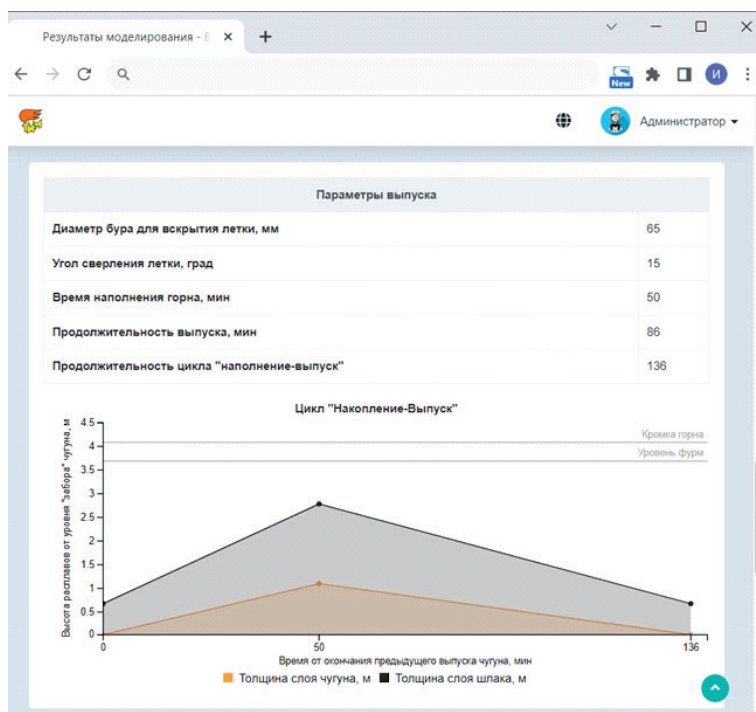 Результаты моделирования -
New
И
Администратор
Параметры выпуска
Диаметр бура для вскрытия летки, мм 65
Угол сверления летки, град 15
Время наполнения горна, мин 50
Продолжительность выпуска, мин 86
Продолжительность цикла "наполнение-выпуск" 136
Цикл "Накопление-Выпуск"
Высота расплавов от уровня "забора" чугуна, м
4.5
4
3.5
3
2.5
2
1.5
1
0.5
0
Кромка горна
Уровень фурм
0 50 136
Время от окончания предыдущего выпуска чугуна, мин
Толщина слоя чугуна, м Толщина слоя шлака, м